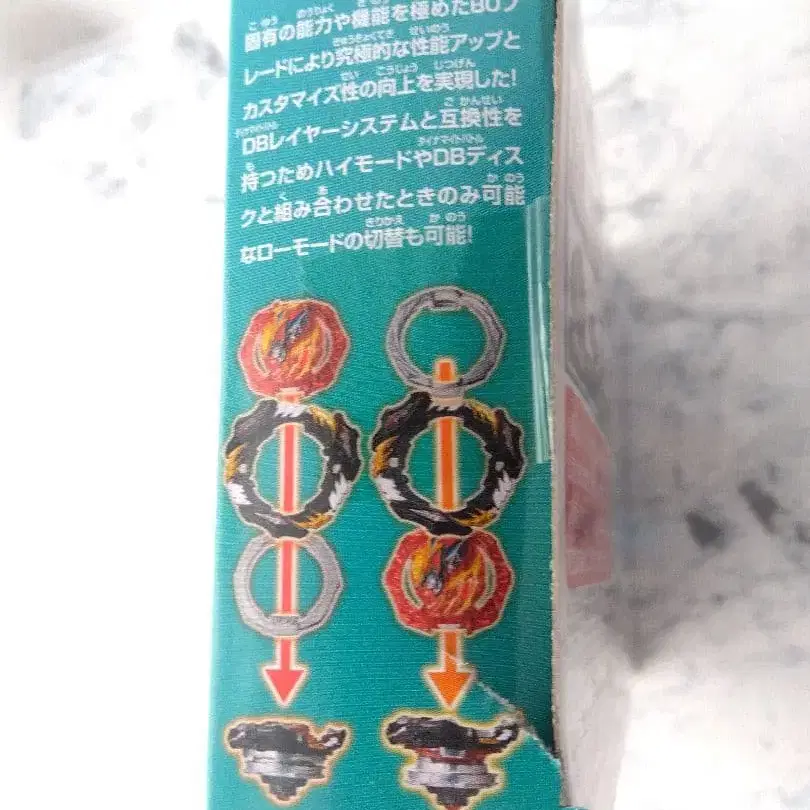 固有の能力や機能を極めたBUブ
レードにより究極的な性能アップと
カスタマイズ性の向上を実現した!
DBレイヤーシステムと互換性を
持つためハイモードやDBディス
クと組み合わせたときのみ可能
なローモードの切替も可能!